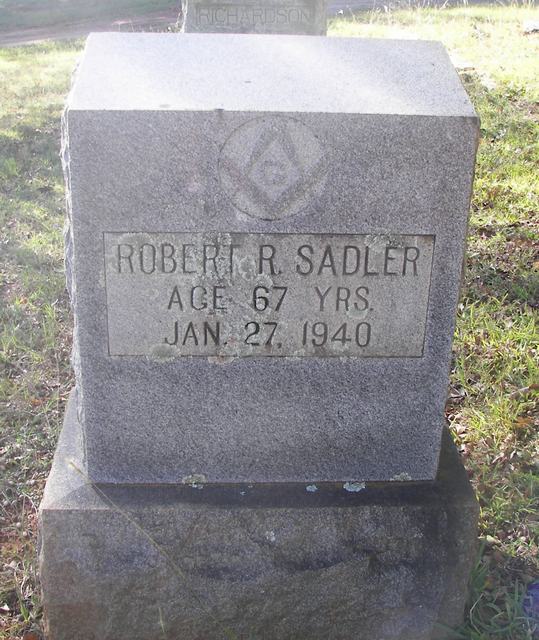 RICHARDSON
G
ROBERT R. SADLER
AGE 67 YRS.
JAN. 27, 1940